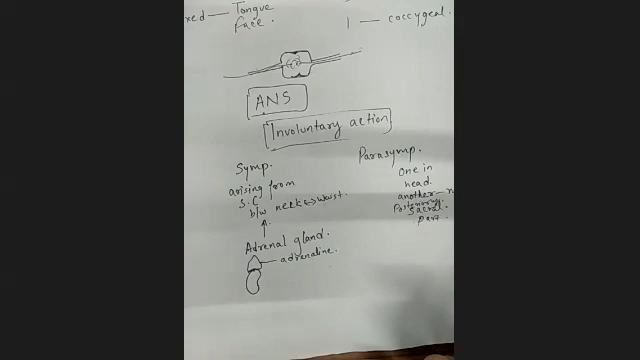 xed — Tongue
Face.
1 — coccygeal
ANS
Involuntary action
Symp.
arising from
S.C
b/w neck ↔ waist.
Adrenal gland.
adrenaline.
Parasymp.
one in
head.
another —
Sacral
part